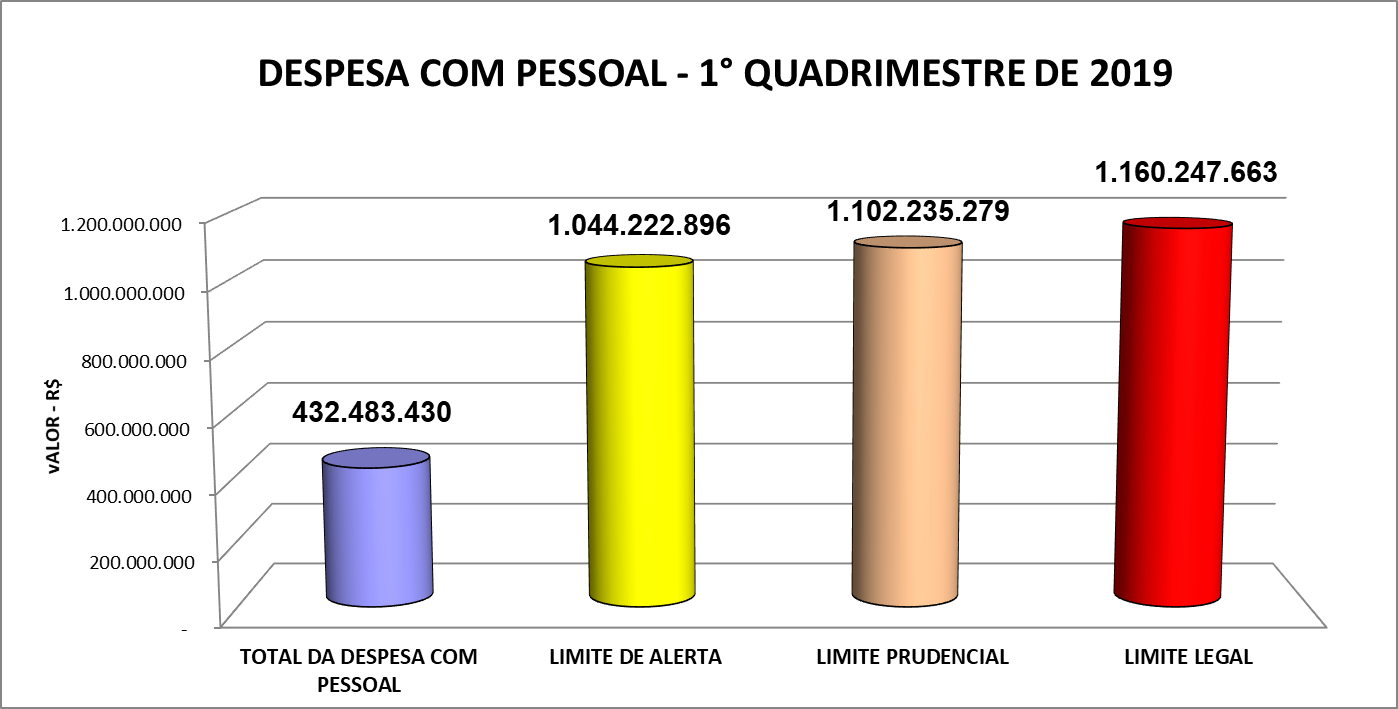 DESPESA COM PESSOAL - 1° QUADRIMESTRE DE 2019
1.160.247.663
1.102.235.279
1.044.222.896
432.483.430
vALOR - R$
1.200.000.000
1.000.000.000
800.000.000
600.000.000
400.000.000
200.000.000
-
TOTAL DA DESPESA COM
PESSOAL
LIMITE DE ALERTA
LIMITE PRUDENCIAL
LIMITE LEGAL